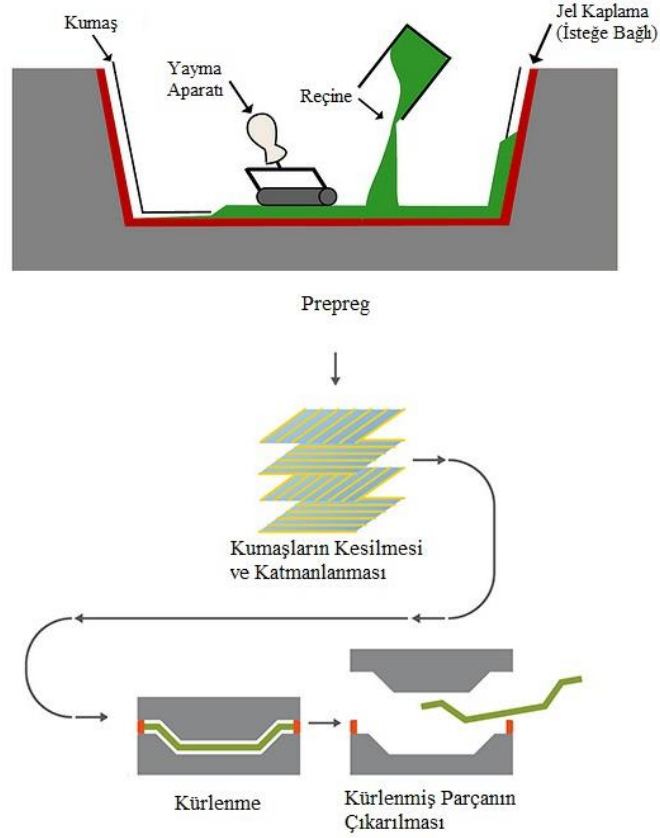 Kumaş
Jel Kaplama
(İsteğe Bağlı)
Yayma
Aparatı
Reçine
Prepreg
Kumaşların Kesilmesi
ve Katmanlanması
Kürlenme
Kürlenmiş Parçanın
Çıkarılması